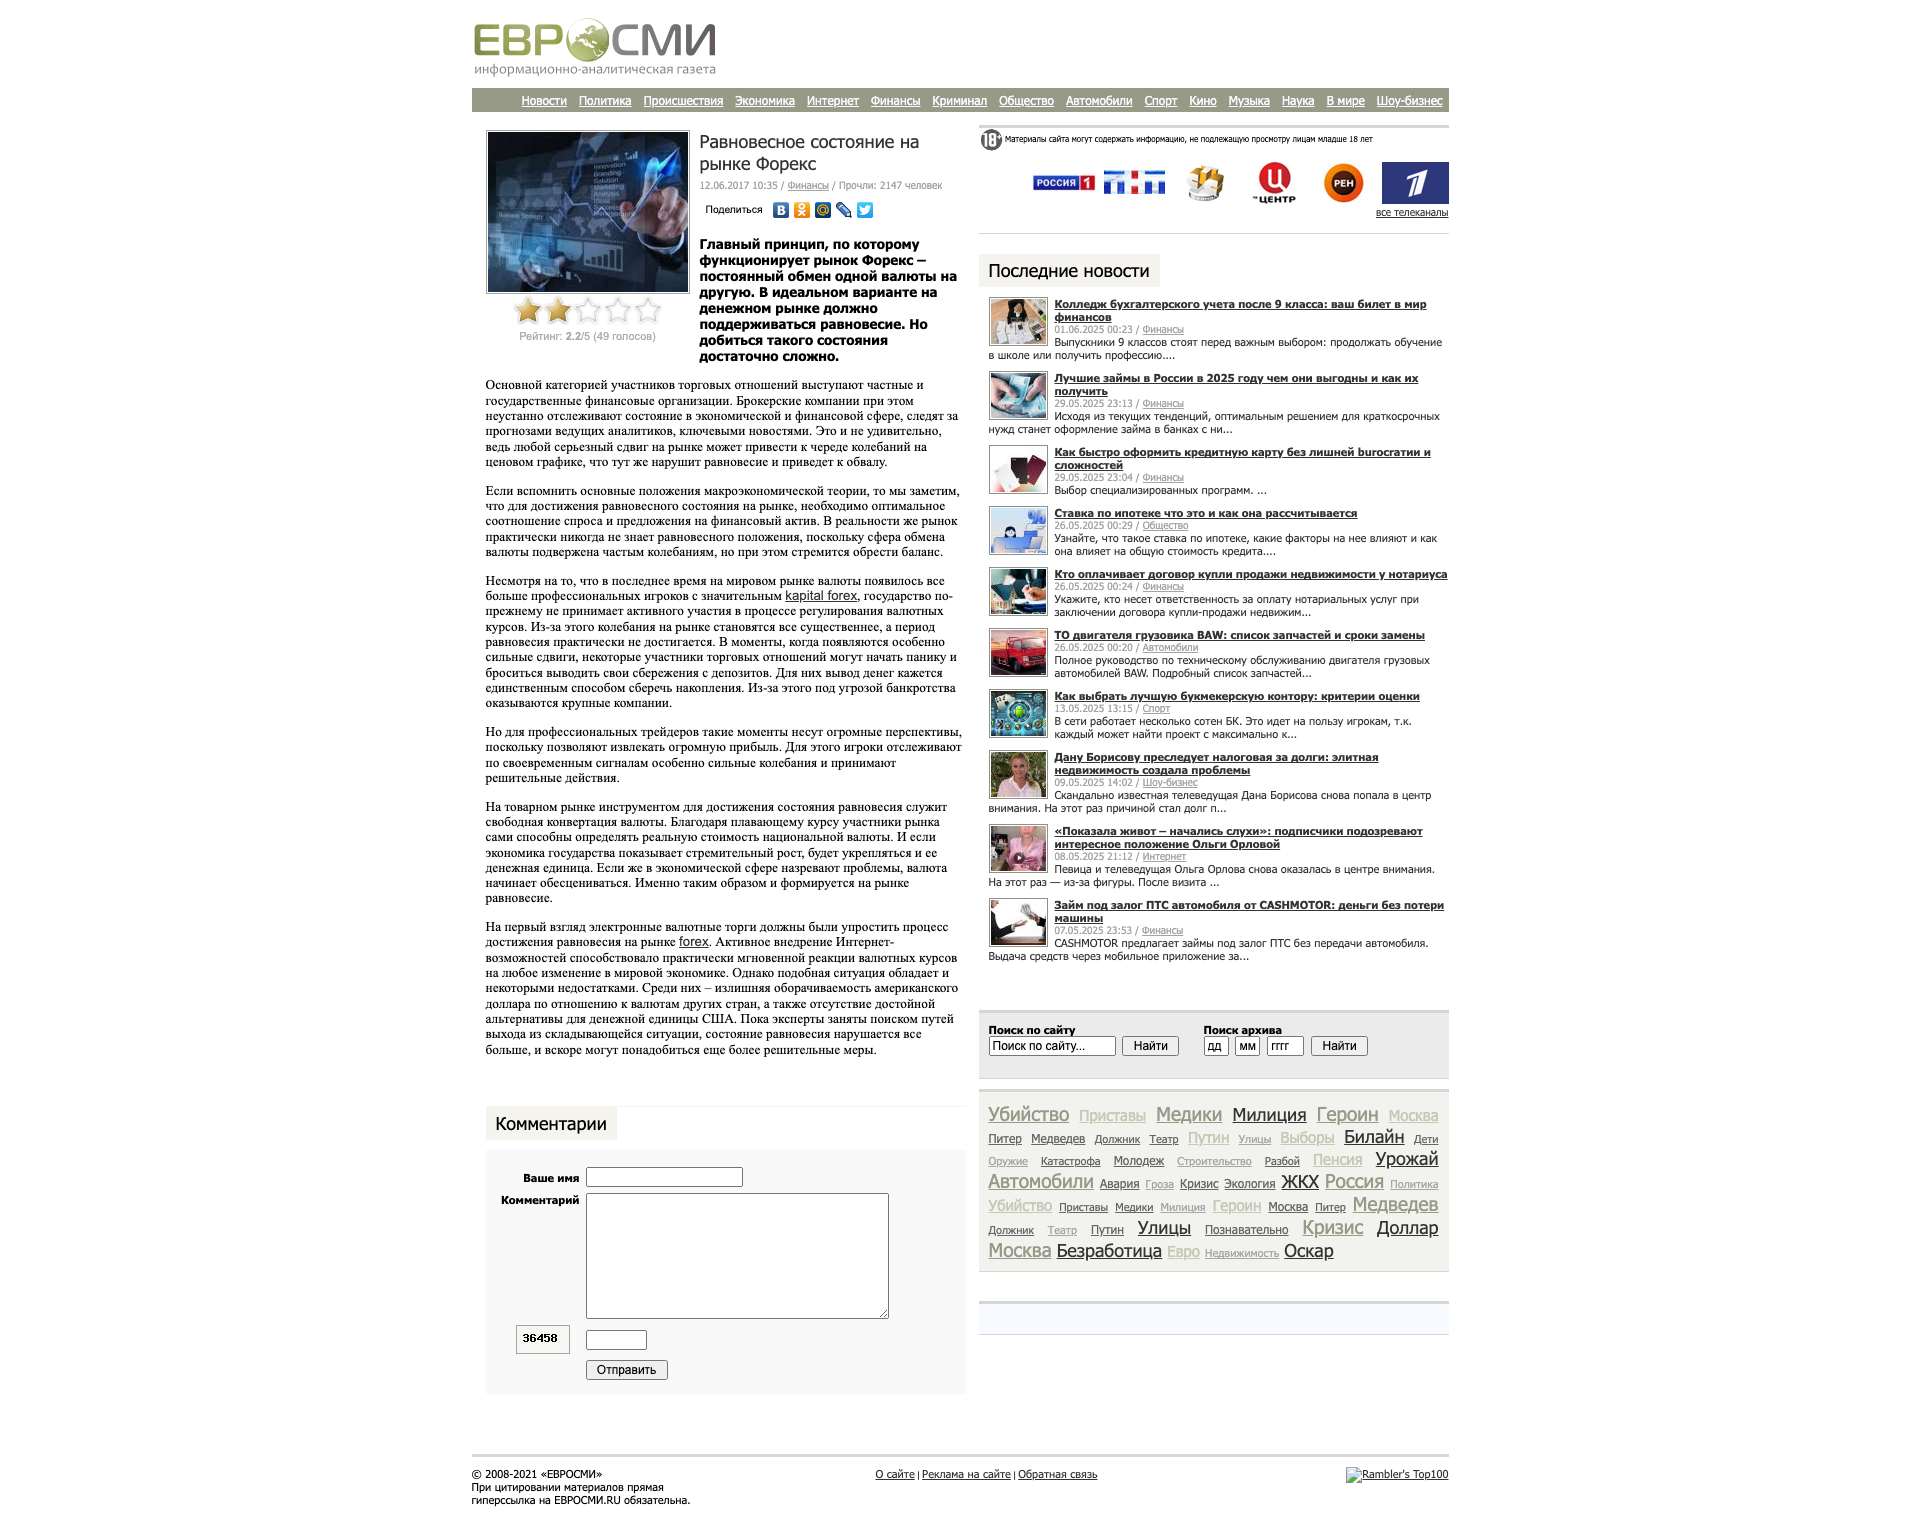 ЕВРОСМИ
информационно-аналитическая газета
Новости Политика Происшествия Экономика Интернет Финансы Криминал Общество Автомобили Спорт Кино Музыка Наука В мире Шоу-бизнес
Равновесное состояние на
рынке Форекс
12.06.2017 10:35 / Финансы / Прочли: 2147 человек
Поделиться
Innovation
Branding
Solution
Marketing
Analysis
Ideas
Success
Management
Business Strategy
Рейтинг: 2.2/5 (49 голосов)
Главный принцип, по которому
функционирует рынок Форекс –
постоянный обмен одной валюты на
другую. В идеальном варианте на
денежном рынке должно
поддерживаться равновесие. Но
добиться такого состояния
достаточно сложно.
Основной категорией участников торговых отношений выступают частные и
государственные финансовые организации. Брокерские компании при этом
неустанно отслеживают состояние в экономической и финансовой сфере, следят за
прогнозами ведущих аналитиков, ключевыми новостями. Это и не удивительно,
ведь любой серьезный сдвиг на рынке может привести к череде колебаний на
ценовом графике, что тут же нарушит равновесие и приведет к обвалу.
Если вспомнить основные положения макроэкономической теории, то мы заметим,
что для достижения равновесного состояния на рынке, необходимо оптимальное
соотношение спроса и предложения на финансовый актив. В реальности же рынок
практически никогда не знает равновесного положения, поскольку сфера обмена
валюты подвержена частым колебаниям, но при этом стремится обрести баланс.
Несмотря на то, что в последнее время на мировом рынке валюты появилось все
больше профессиональных игроков с значительным kapital forex, государство по-
прежнему не принимает активного участия в процессе регулирования валютных
курсов. Из-за этого колебания на рынке становятся все существеннее, а период
равновесия практически не достигается. В моменты, когда появляются особенно
сильные сдвиги, некоторые участники торговых отношений могут начать панику и
броситься выводить свои сбережения с депозитов. Для них вывод денег кажется
единственным способом сберечь накопления. Из-за этого под угрозой банкротства
оказываются крупные компании.
Но для профессиональных трейдеров такие моменты несут огромные перспективы,
поскольку позволяют извлекать огромную прибыль. Для этого игроки отслеживают
по своевременным сигналам особенно сильные колебания и принимают
решительные действия.
На товарном рынке инструментом для достижения состояния равновесия служит
свободная конвертация валюты. Благодаря плавающему курсу участники рынка
сами способны определять реальную стоимость национальной валюты. И если
экономика государства показывает стремительный рост, будет укрепляться и ее
денежная единица. Если же в экономической сфере назревают проблемы, валюта
начинает обесцениваться. Именно таким образом и формируется на рынке
равновесие.
На первый взгляд электронные валютные торги должны были упростить процесс
достижения равновесия на рынке forex. Активное внедрение Интернет-
возможностей способствовало практически мгновенной реакции валютных курсов
на любое изменение в мировой экономике. Однако подобная ситуация обладает и
некоторыми недостатками. Среди них – излишняя оборачиваемость американского
доллара по отношению к валютам других стран, а также отсутствие достойной
альтернативы для денежной единицы США. Пока эксперты заняты поиском путей
выхода из складывающейся ситуации, состояние равновесия нарушается все
больше, и вскоре могут понадобиться еще более решительные меры.
Комментарии
Ваше имя
Комментарий
36458
Отправить
18+ Материалы сайта могут содержать информацию, не подлежащую просмотру лицам младше 18 лет
РОССИЯ 1
ТНТ
Ц
ТВ ЦЕНТР
РЕН
1
все телеканалы
Последние новости
Колледж бухгалтерского учета после 9 класса: ваш билет в мир
финансов
01.06.2025 00:23 / Финансы
Выпускники 9 классов стоят перед важным выбором: продолжать обучение
в школе или получить профессию....
Лучшие займы в России в 2025 году чем они выгодны и как их
получить
29.05.2025 23:13 / Финансы
Исходя из текущих тенденций, оптимальным решением для краткосрочных
нужд станет оформление займа в банках с ни...
Как быстро оформить кредитную карту без лишней burocratии и
сложностей
29.05.2025 23:04 / Финансы
Выбор специализированных программ. ...
Ставка по ипотеке что это и как она рассчитывается
26.05.2025 00:29 / Общество
Узнайте, что такое ставка по ипотеке, какие факторы на нее влияют и как
она влияет на общую стоимость кредита....
Кто оплачивает договор купли продажи недвижимости у нотариуса
26.05.2025 00:24 / Финансы
Укажите, кто несет ответственность за оплату нотариальных услуг при
заключении договора купли-продажи недвижим...
ТО двигателя грузовика BAW: список запчастей и сроки замены
26.05.2025 00:20 / Автомобили
Полное руководство по техническому обслуживанию двигателя грузовых
автомобилей BAW. Подробный список запчастей...
Как выбрать лучшую букмекерскую контору: критерии оценки
13.05.2025 13:15 / Спорт
В сети работает несколько сотен БК. Это идет на пользу игрокам, т.к.
каждый может найти проект с максимально к...
Дану Борисову преследует налоговая за долги: элитная
недвижимость создала проблемы
09.05.2025 14:02 / Шоу-бизнес
Скандально известная телеведущая Дана Борисова снова попала в центр
внимания. На этот раз причиной стал долг п...
«Показала живот – начались слухи»: подписчики подозревают
интересное положение Ольги Орловой
08.05.2025 21:12 / Интернет
Певица и телеведущая Ольга Орлова снова оказалась в центре внимания.
На этот раз — из-за фигуры. После визита ...
Займ под залог ПТС автомобиля от CASHMOTOR: деньги без потери
машины
07.05.2025 23:53 / Финансы
CASHMOTOR предлагает займы под залог ПТС без передачи автомобиля.
Выдача средств через мобильное приложение за...
Поиск по сайту Поиск архива
Поиск по сайту... Найти дд мм гггг Найти
Убийство Приставы Медики Милиция Героин Москва
Питер Медведев Должник Театр Путин Улицы Выборы Билайн Дети
Оружие Катастрофа Молодеж Строительство Разбой Пенсия Урожай
Автомобили Авария Гроза Кризис Экология ЖКХ Россия Политика
Убийство Приставы Медики Милиция Героин Москва Питер Медведев
Должник Театр Путин Улицы Познавательно Кризис Доллар
Москва Безработица Евро Недвижимость Оскар
© 2008-2021 «ЕВРОСМИ»
При цитировании материалов прямая
гиперссылка на ЕВРОСМИ.RU обязательна.
О сайте | Реклама на сайте | Обратная связь
Rambler's Top100